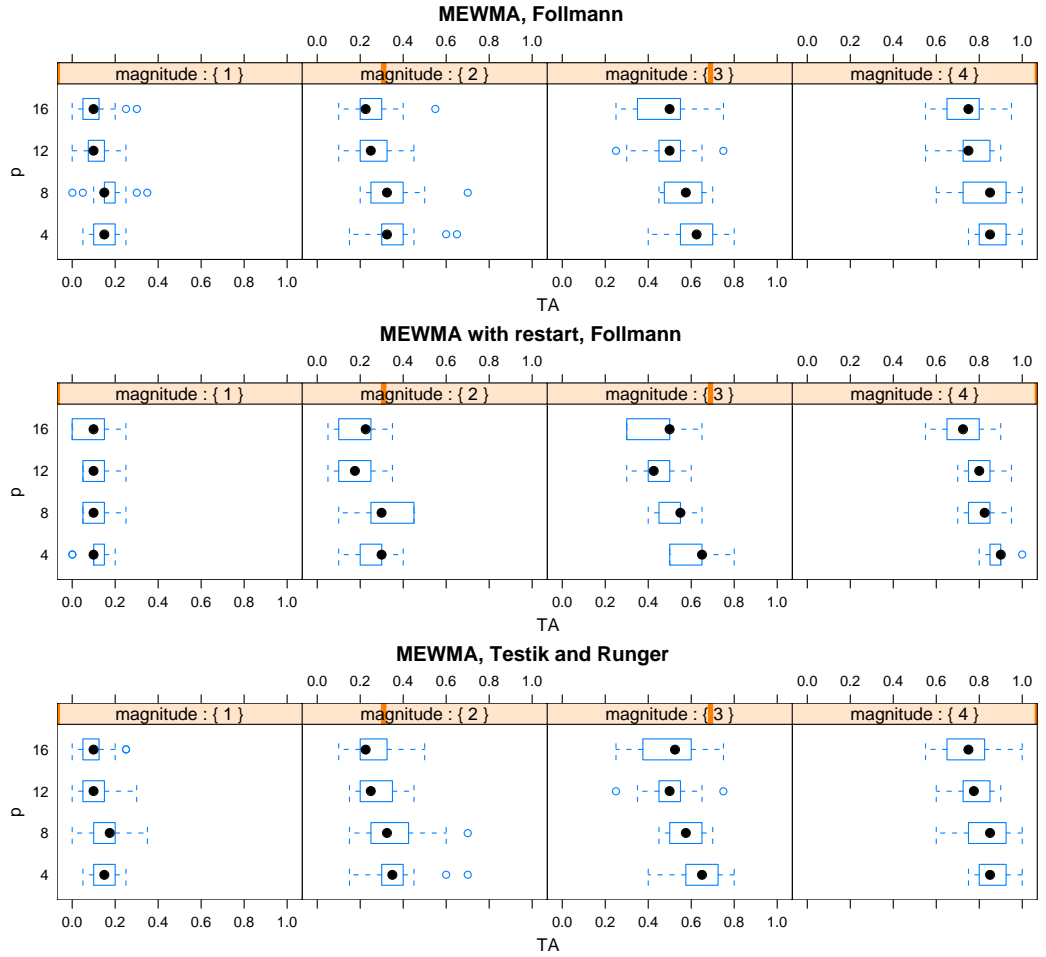 MEWMA, Follmann
0.0 0.2 0.4 0.6 0.8 1.0 0.0 0.2 0.4 0.6 0.8 1.0
magnitude : { 1 } magnitude : { 2 } magnitude : { 3 } magnitude : { 4 }
16
12
p
8
4
0.0 0.2 0.4 0.6 0.8 1.0 0.0 0.2 0.4 0.6 0.8 1.0
TA
MEWMA with restart, Follmann
0.0 0.2 0.4 0.6 0.8 1.0 0.0 0.2 0.4 0.6 0.8 1.0
magnitude : { 1 } magnitude : { 2 } magnitude : { 3 } magnitude : { 4 }
16
12
p
8
4
0.0 0.2 0.4 0.6 0.8 1.0 0.0 0.2 0.4 0.6 0.8 1.0
TA
MEWMA, Testik and Runger
0.0 0.2 0.4 0.6 0.8 1.0 0.0 0.2 0.4 0.6 0.8 1.0
magnitude : { 1 } magnitude : { 2 } magnitude : { 3 } magnitude : { 4 }
16
12
p
8
4
0.0 0.2 0.4 0.6 0.8 1.0 0.0 0.2 0.4 0.6 0.8 1.0
TA